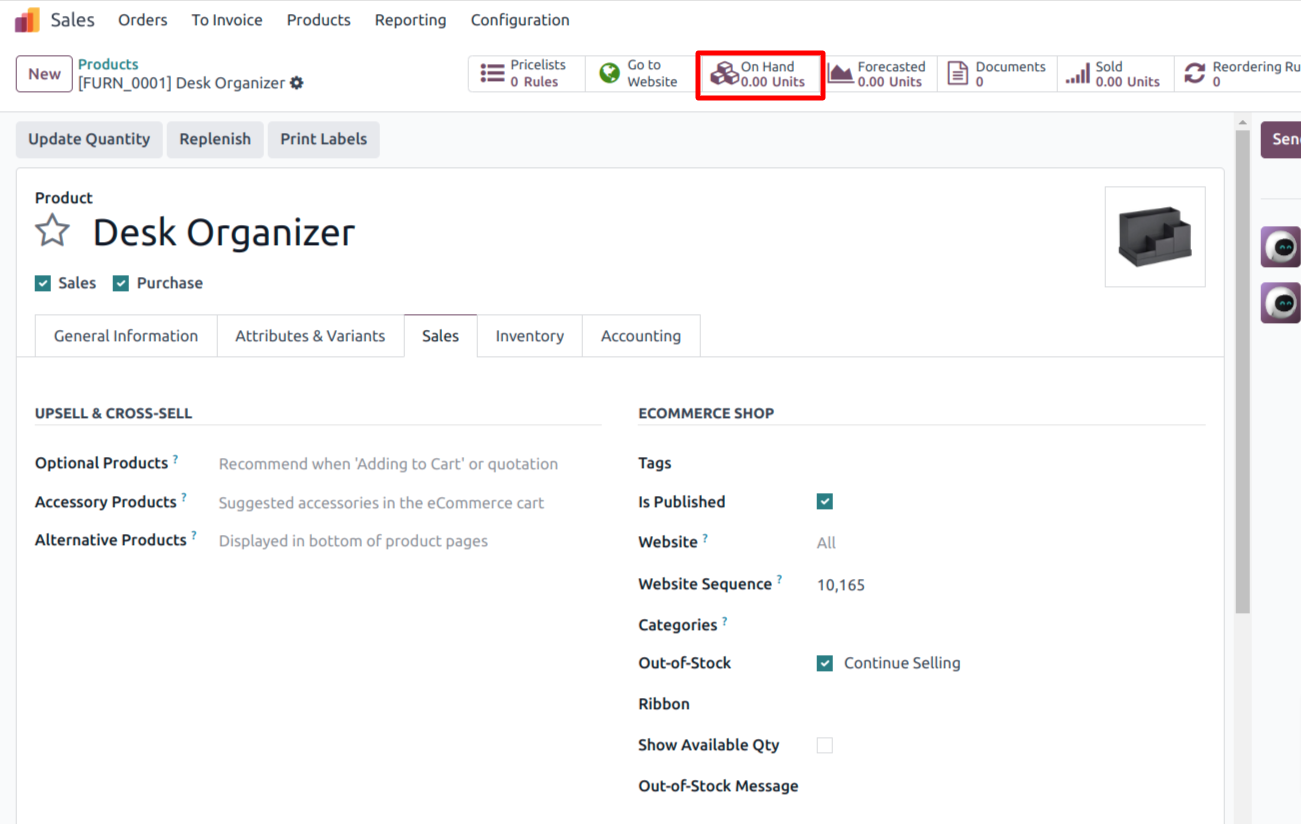 Sales Orders To Invoice Products Reporting Configuration
New
Products
[FURN_0001] Desk Organizer
Pricelists
0 Rules
Go to
Website
On Hand
0.00 Units
Forecasted
0.00 Units
Documents
0
Sold
0.00 Units
Reordering Ru
0
Update Quantity Replenish Print Labels
Sen
Product
Desk Organizer
Sales Purchase
General Information Attributes & Variants Sales Inventory Accounting
UPSELL & CROSS-SELL
Optional Products ? Recommend when 'Adding to Cart' or quotation
Accessory Products ? Suggested accessories in the eCommerce cart
Alternative Products ? Displayed in bottom of product pages
ECOMMERCE SHOP
Tags
Is Published
Website ? All
Website Sequence ? 10,165
Categories ?
Out-of-Stock Continue Selling
Ribbon
Show Available Qty
Out-of-Stock Message